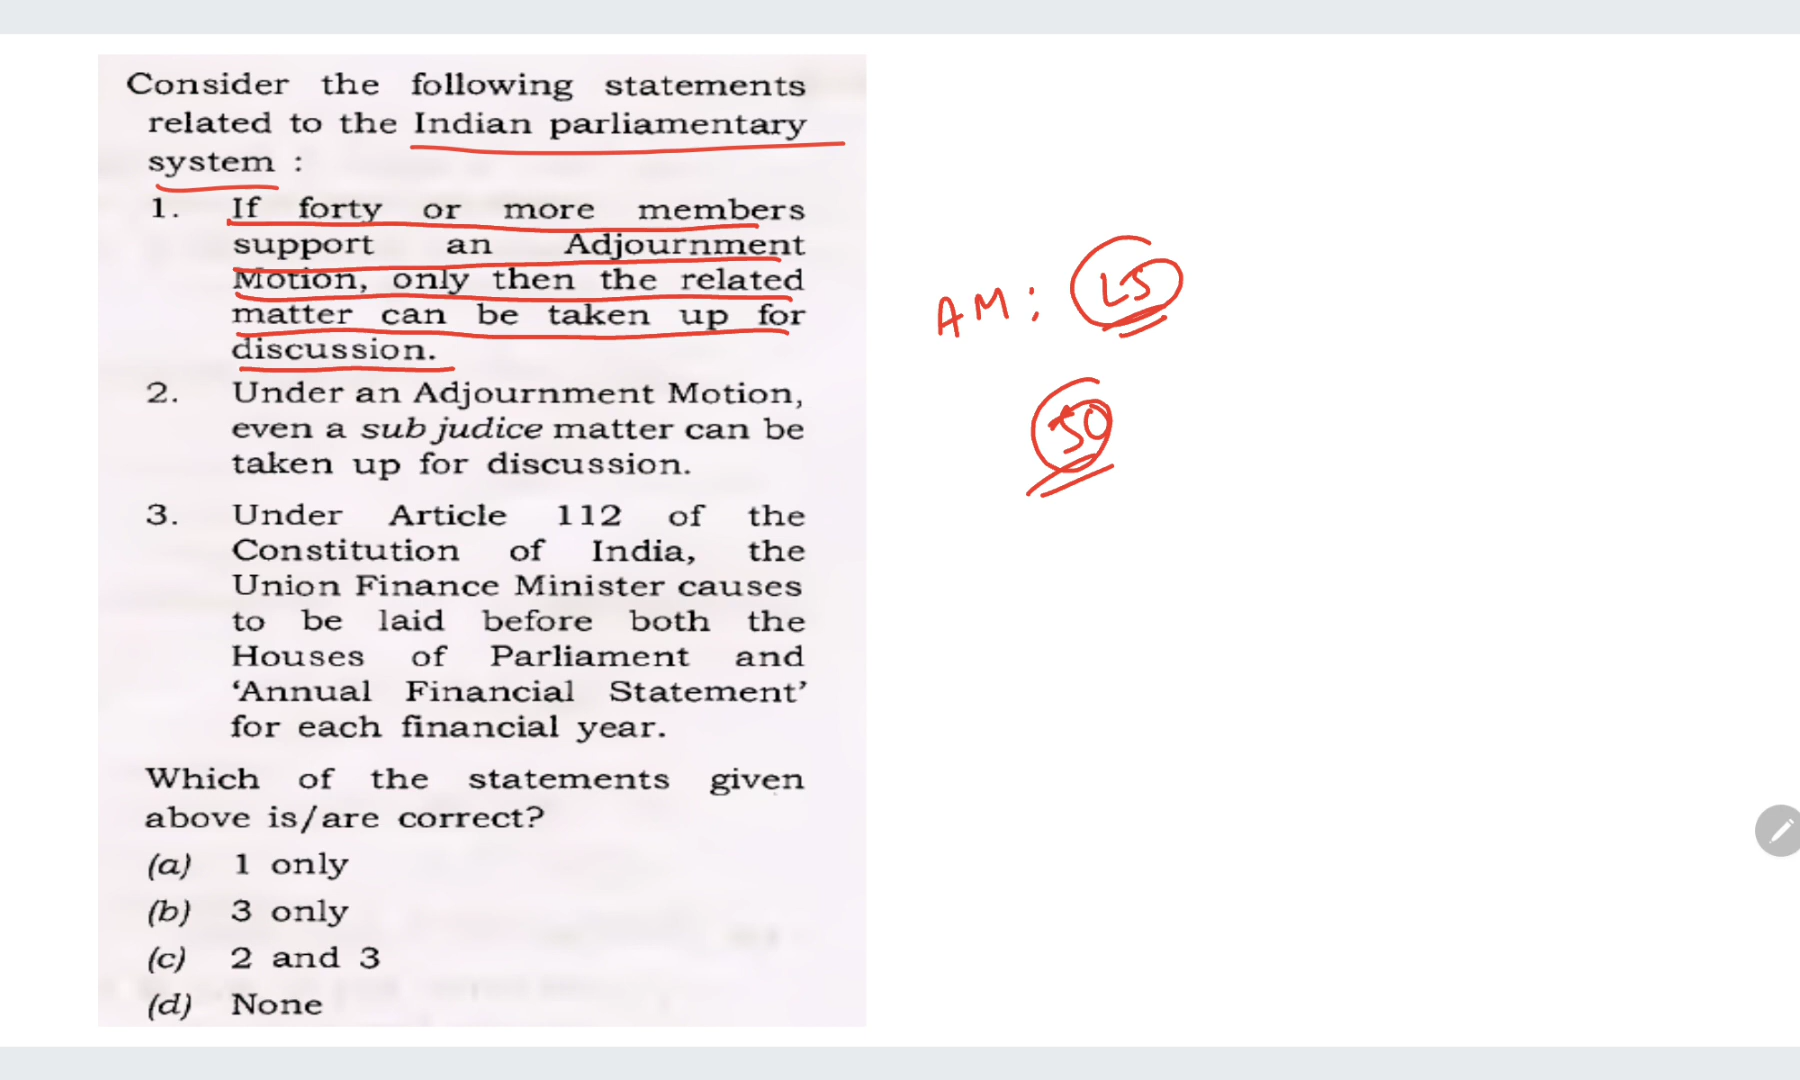 Consider the following statements
related to the Indian parliamentary
system :
1. If forty or more members
support an Adjournment
Motion, only then the related
matter can be taken up for
discussion.
2. Under an Adjournment Motion,
even a sub judice matter can be
taken up for discussion.
3. Under Article 112 of the
Constitution of India, the
Union Finance Minister causes
to be laid before both the
Houses of Parliament and
‘Annual Financial Statement’
for each financial year.
Which of the statements given
above is/are correct?
(a) 1 only
(b) 3 only
(c) 2 and 3
(d) None
AM : LS
50